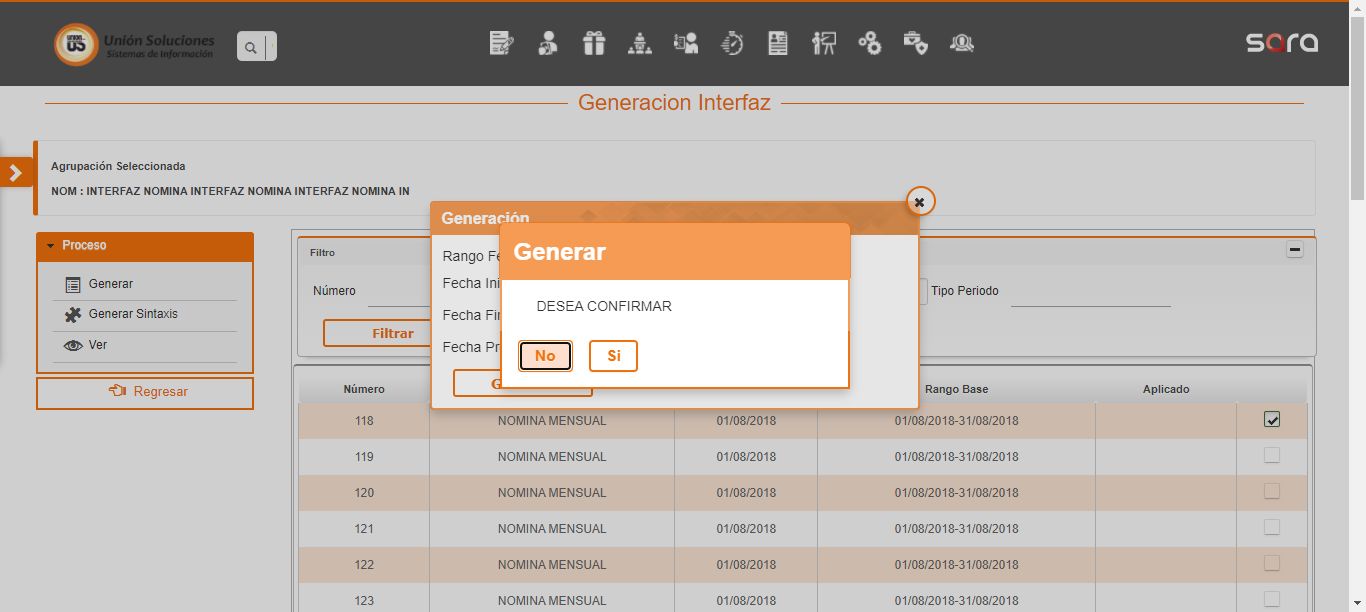 UNION
US
Unión Soluciones
Sistemas de Información
sara
Generacion Interfaz
Agrupación Seleccionada
NOM : INTERFAZ NOMINA INTERFAZ NOMINA INTERFAZ NOMINA IN
Proceso
Generar
Generar Sintaxis
Ver
Regresar
Filtro
Número
Tipo Periodo
Filtrar
Generación
Rango Fe
Fecha Ini
Fecha Fin
Fecha Pr
G
Generar
DESEA CONFIRMAR
No Si
Número Rango Base Aplicado
118 NOMINA MENSUAL 01/08/2018 01/08/2018-31/08/2018
119 NOMINA MENSUAL 01/08/2018 01/08/2018-31/08/2018
120 NOMINA MENSUAL 01/08/2018 01/08/2018-31/08/2018
121 NOMINA MENSUAL 01/08/2018 01/08/2018-31/08/2018
122 NOMINA MENSUAL 01/08/2018 01/08/2018-31/08/2018
123 NOMINA MENSUAL 01/08/2018 01/08/2018-31/08/2018